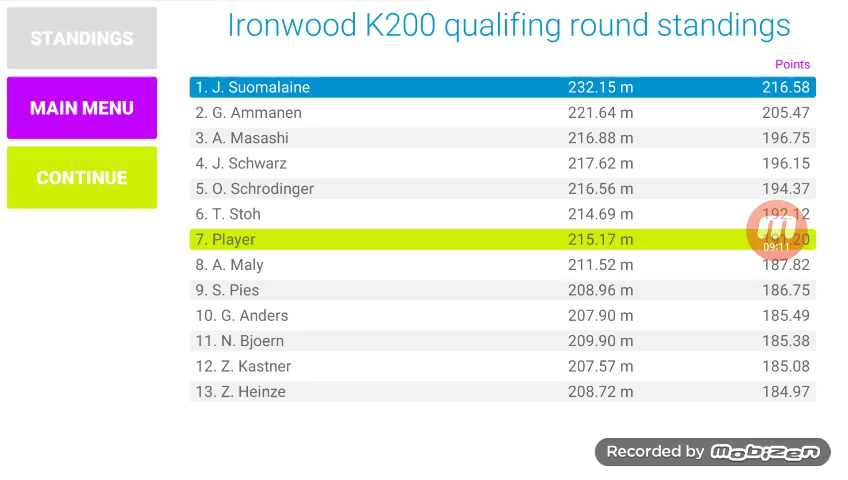 STANDINGS
MAIN MENU
CONTINUE
Ironwood K200 qualifing round standings
Points
1. J. Suomalaine 232.15 m 216.58
2. G. Ammanen 221.64 m 205.47
3. A. Masashi 216.88 m 196.75
4. J. Schwarz 217.62 m 196.15
5. O. Schrodinger 216.56 m 194.37
6. T. Stoh 214.69 m 192.12
7. Player 215.17 m
8. A. Maly 211.52 m 187.82
9. S. Pies 208.96 m 186.75
10. G. Anders 207.90 m 185.49
11. N. Bjoern 209.90 m 185.38
12. Z. Kastner 207.57 m 185.08
13. Z. Heinze 208.72 m 184.97
m
09:11
Recorded by mobizen